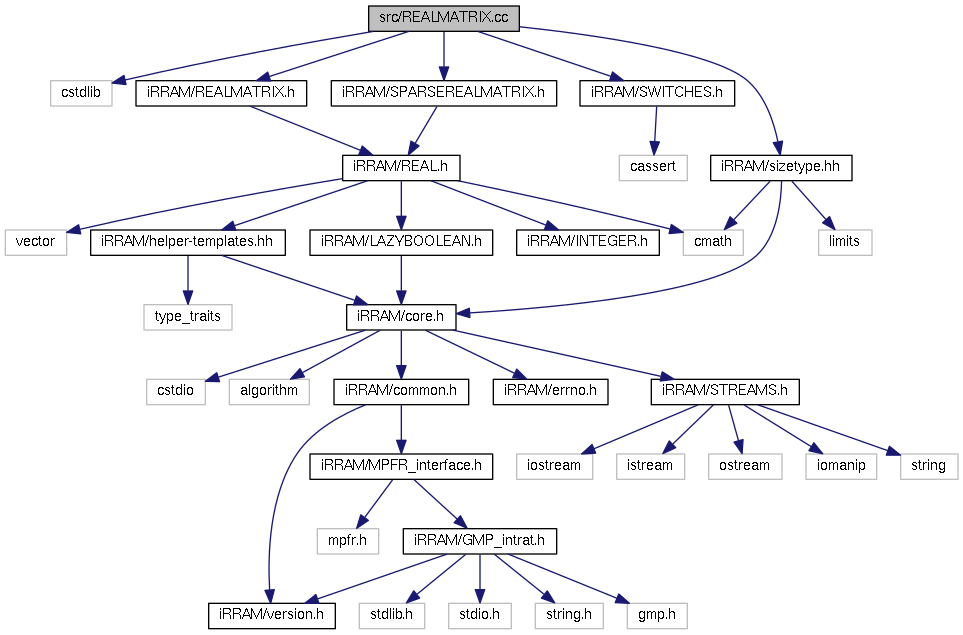 src/REALMATRIX.cc
cstdlib
iRRAM/REALMATRIX.h
iRRAM/SPARSEREALMATRIX.h
iRRAM/SWITCHES.h
iRRAM/REAL.h
cassert
iRRAM/sizetype.hh
vector
iRRAM/helper-templates.hh
iRRAM/LAZYBOOLEAN.h
iRRAM/INTEGER.h
cmath
limits
type_traits
iRRAM/core.h
cstdio
algorithm
iRRAM/common.h
iRRAM/errno.h
iRRAM/STREAMS.h
iRRAM/MPFR_interface.h
iostream
istream
ostream
iomanip
string
mpfr.h
iRRAM/GMP_intrat.h
iRRAM/version.h
stdlib.h
stdio.h
string.h
gmp.h